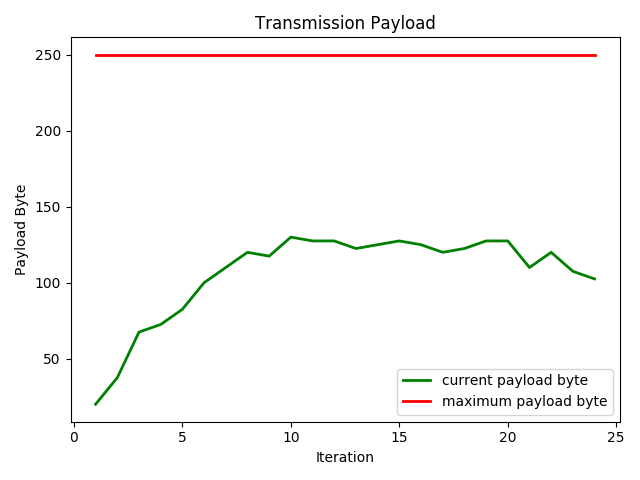 Transmission Payload
250
200
150
100
50
Payload Byte
0
5
10
15
20
25
Iteration
current payload byte
maximum payload byte